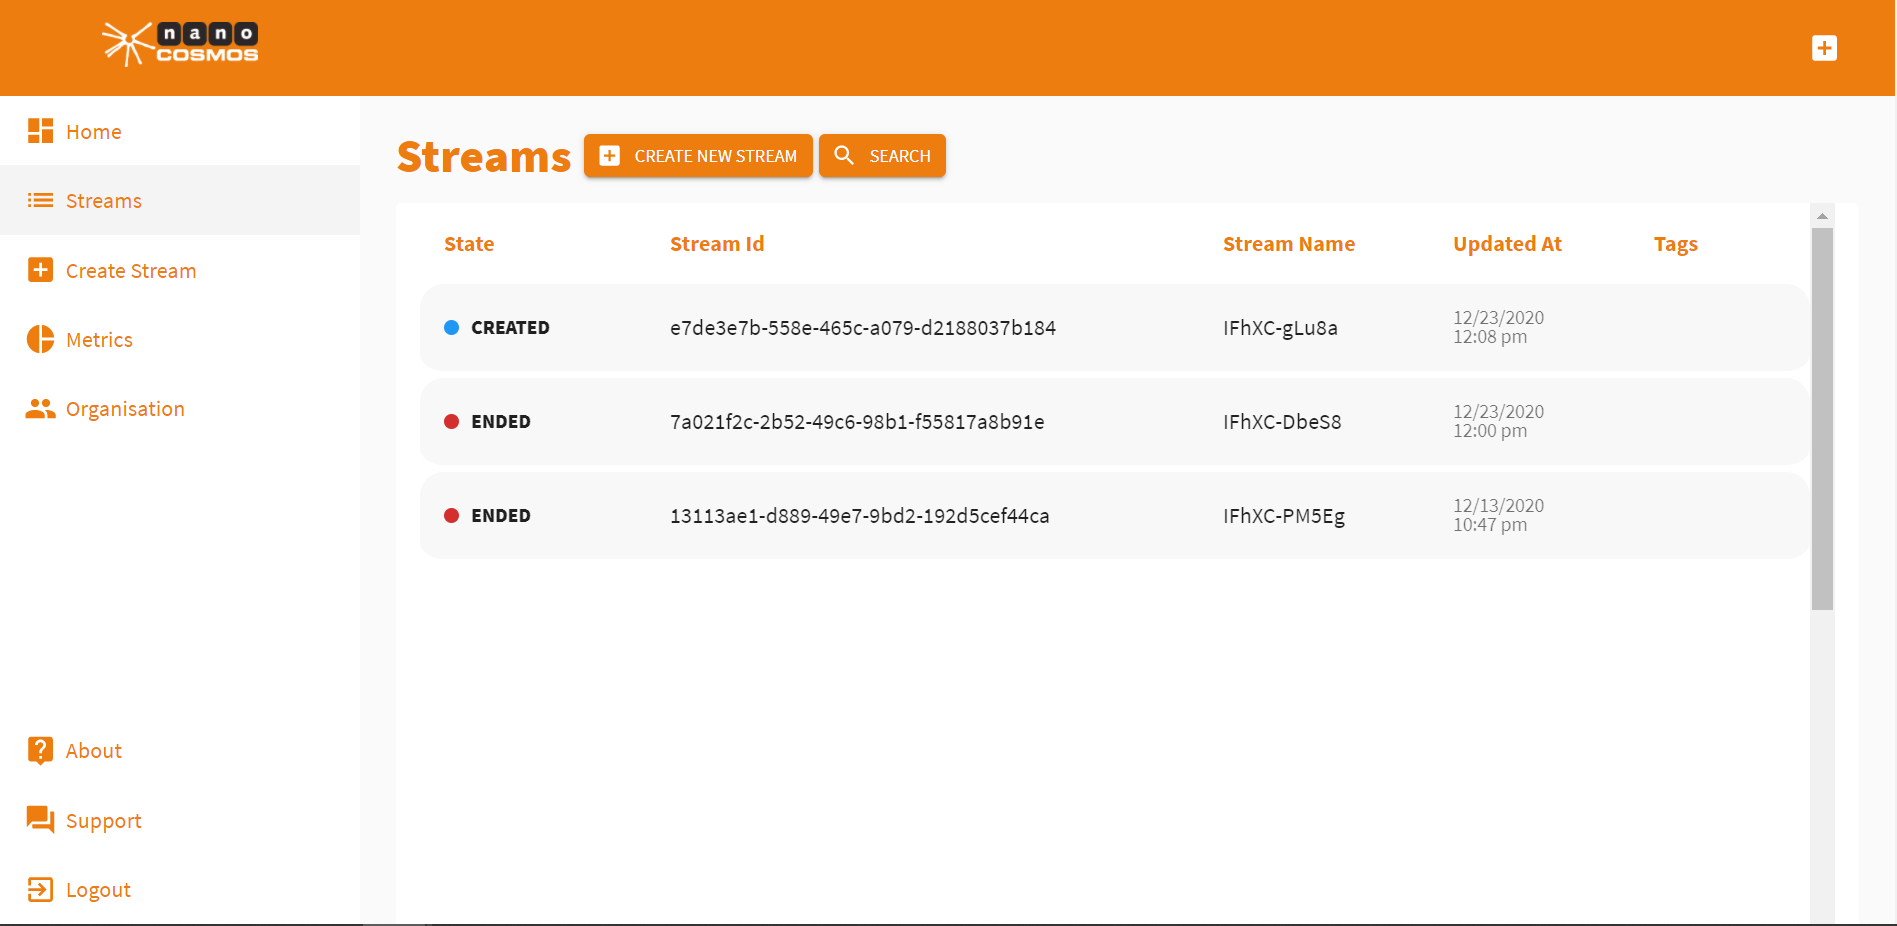 nano
COSMOS
Home
Streams
Create Stream
Metrics
Organisation
About
Support
Logout
Streams
CREATE NEW STREAM
SEARCH
State Stream Id Stream Name Updated At Tags
CREATED e7de3e7b-558e-465c-a079-d2188037b184 IFhXC-gLu8a 12/23/2020
12:08 pm
ENDED 7a021f2c-2b52-49c6-98b1-f55817a8b91e IFhXC-DbeS8 12/23/2020
12:00 pm
ENDED 13113ae1-d889-49e7-9bd2-192d5cef44ca IFhXC-PM5Eg 12/13/2020
10:47 pm